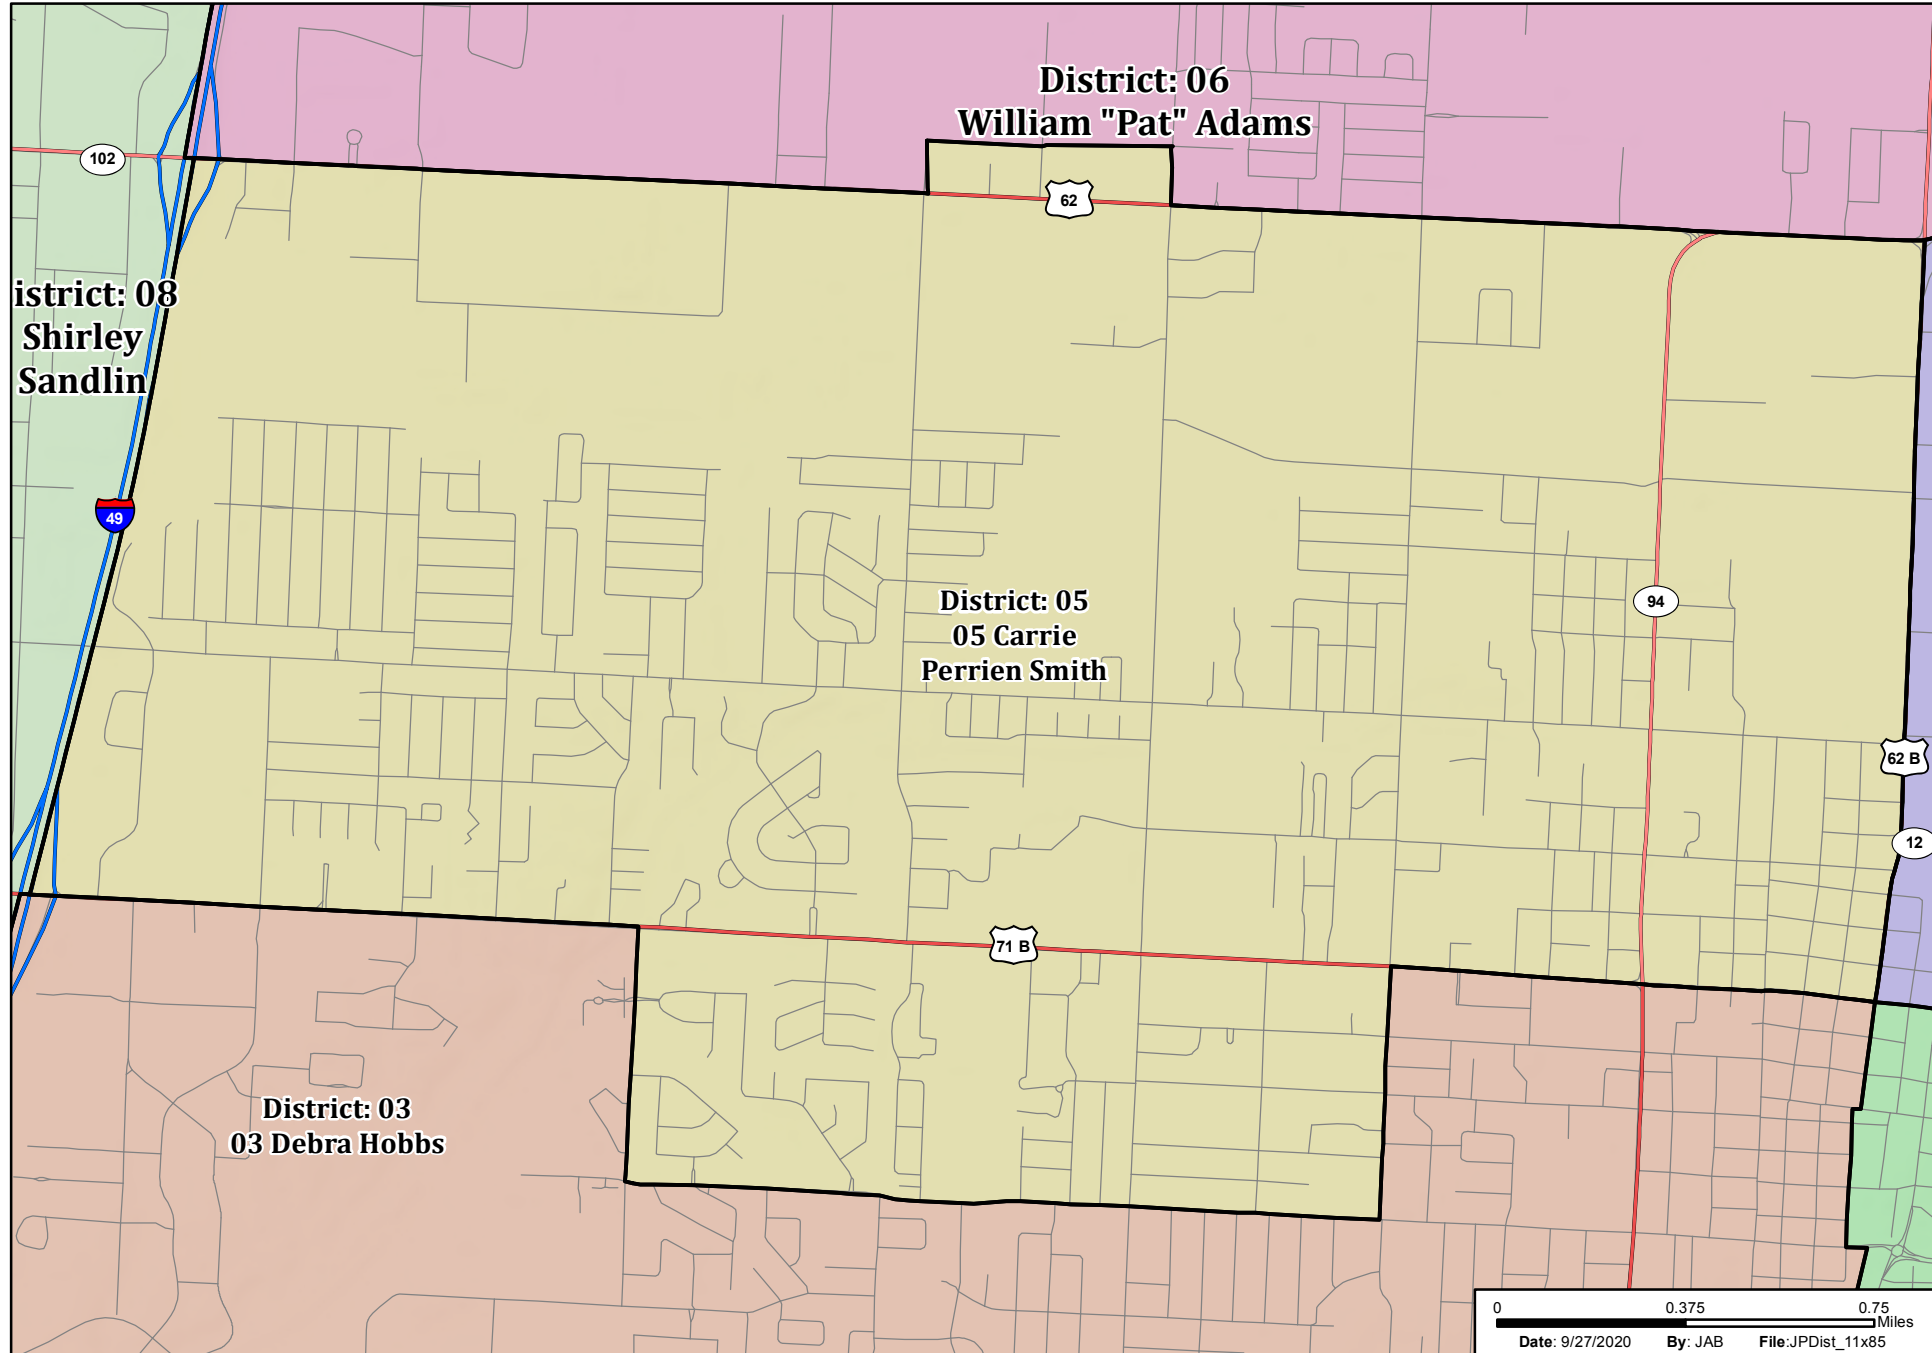 District: 06
William "Pat" Adams
102
62
istrict: 08
Shirley
Sandlin
49
District: 05
05 Carrie
Perrien Smith
94
62 B
12
71 B
District: 03
03 Debra Hobbs
0 0.375 0.75
Miles
Date: 9/27/2020 By: JAB File:JPDist_11x85